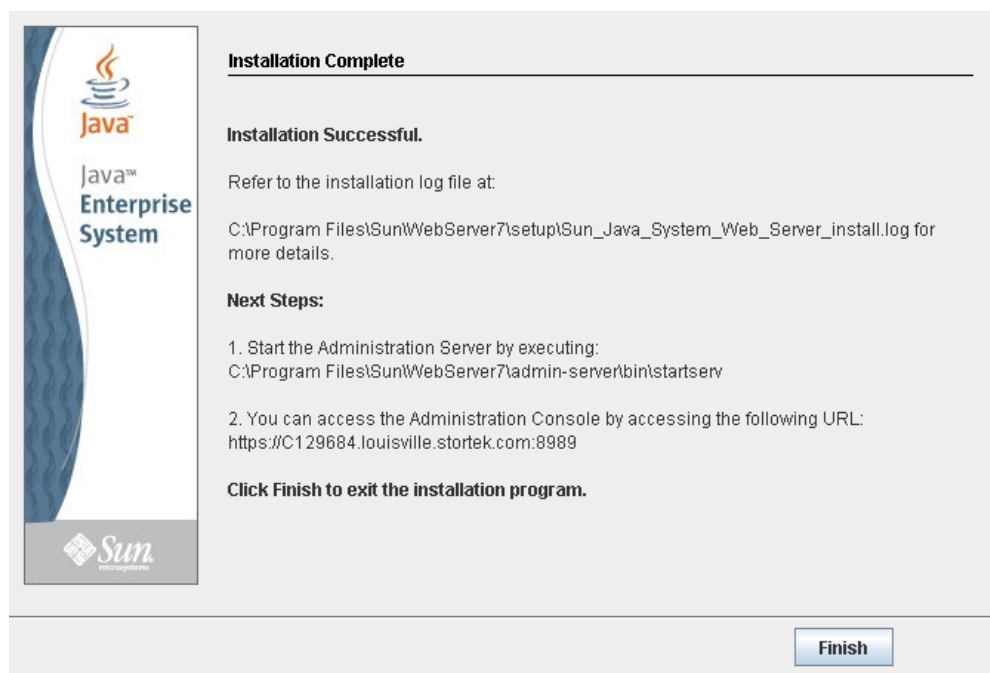 Java™
Java™
Enterprise
System
Sun
microsystems
Installation Complete
Installation Successful.
Refer to the installation log file at:
C:\Program Files\Sun\WebServer7\setup\Sun_Java_System_Web_Server_install.log for
more details.
Next Steps:
1. Start the Administration Server by executing:
C:\Program Files\Sun\WebServer7\admin-server\bin\startserv
2. You can access the Administration Console by accessing the following URL:
https://C129684.louisville.stortek.com:8989
Click Finish to exit the installation program.
Finish